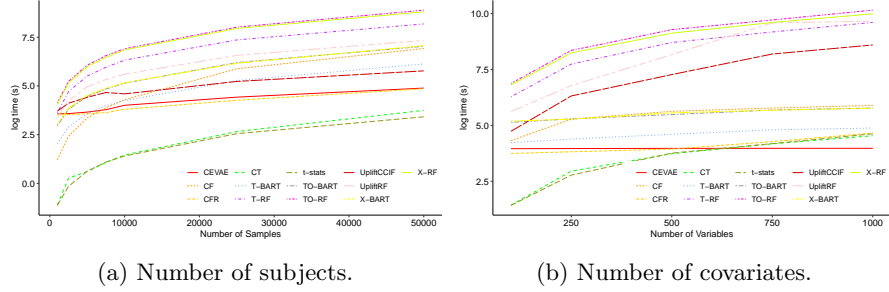 10.0
7.5
5.0
2.5
0.0
log time (s)
0
10000
20000
30000
40000
50000
Number of Samples
CEVAE
CF
CFR
CT
T−BART
T−RF
t−stats
TO−BART
TO−RF
UpliftCCIF
UpliftRF
X−BART
X−RF
(a) Number of subjects.
10.0
7.5
5.0
2.5
log time (s)
250
500
750
1000
Number of Variables
CEVAE
CF
CFR
CT
T−BART
T−RF
t−stats
TO−BART
TO−RF
UpliftCCIF
UpliftRF
X−BART
X−RF
(b) Number of covariates.